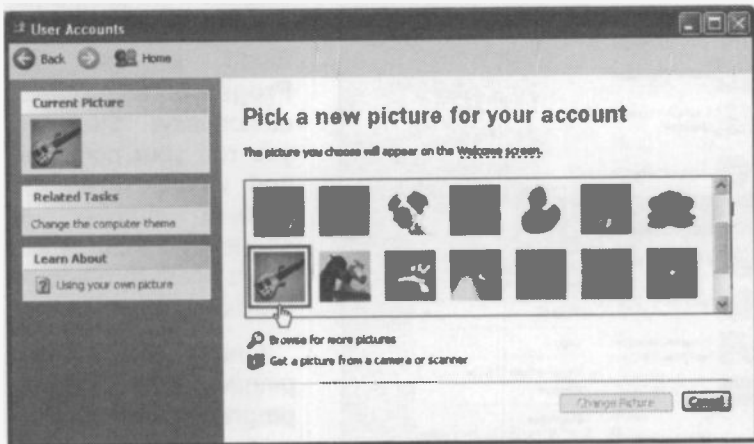 User Accounts
Back Home
Current Picture
Related Tasks
Change the computer theme
Learn About
Using your own picture
Pick a new picture for your account
The picture you choose will appear on the Welcome screen.
Browse for more pictures
Get a picture from a camera or scanner
Change Picture Cancel